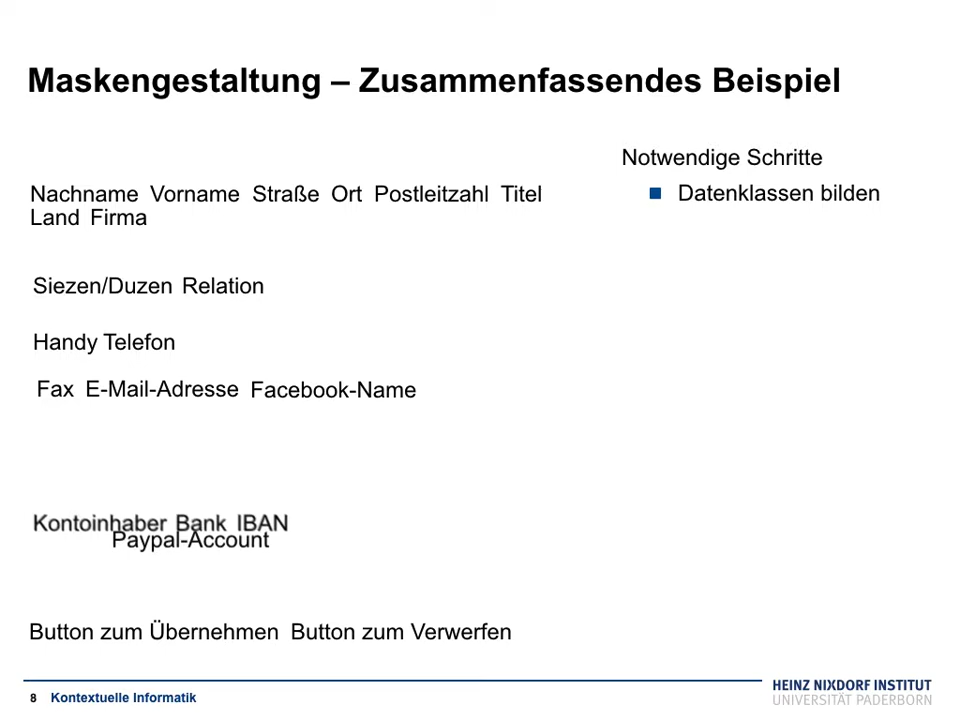 Maskengestaltung – Zusammenfassendes Beispiel
Nachname Vorname Straße Ort Postleitzahl Titel
Land Firma
Siezen/Duzen Relation
Handy Telefon
Fax E-Mail-Adresse Facebook-Name
Kontoinhaber Bank IBAN
Paypal-Account
Button zum Übernehmen Button zum Verwerfen
Notwendige Schritte
Datenklassen bilden
8 Kontextuelle Informatik
HEINZ NIXDORF INSTITUT
UNIVERSITÄT PADERBORN